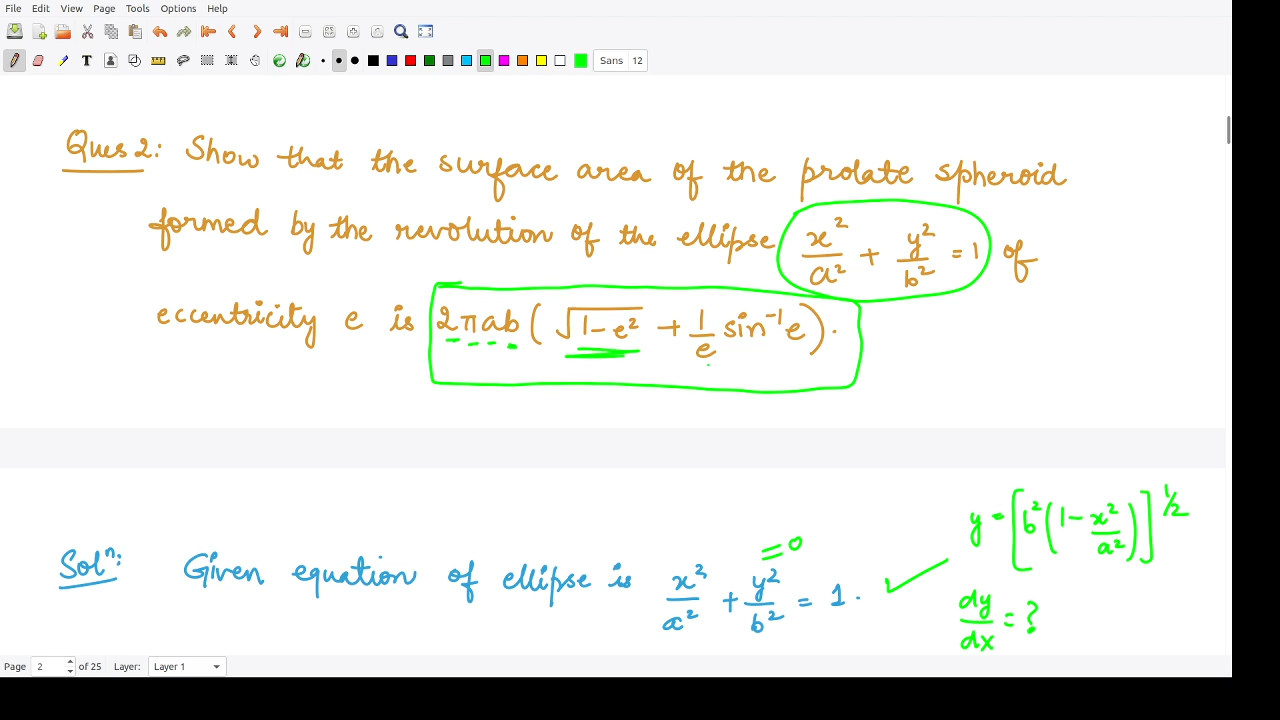 File Edit View Page Tools Options Help
Sans 12
Ques 2: Show that the surface area of the prolate spheroid
formed by the revolution of the ellipse x²/a² + y²/b² = 1 of
eccentricity e is 2πab ( √(1-e²) + 1/e sin⁻¹e ).
y = [b²(1 - x²/a²)]^1/2
= 0
Solⁿ: Given equation of ellipse is x²/a² + y²/b² = 1.
dy/dx = ?
Page 2 of 25 Layer: Layer 1